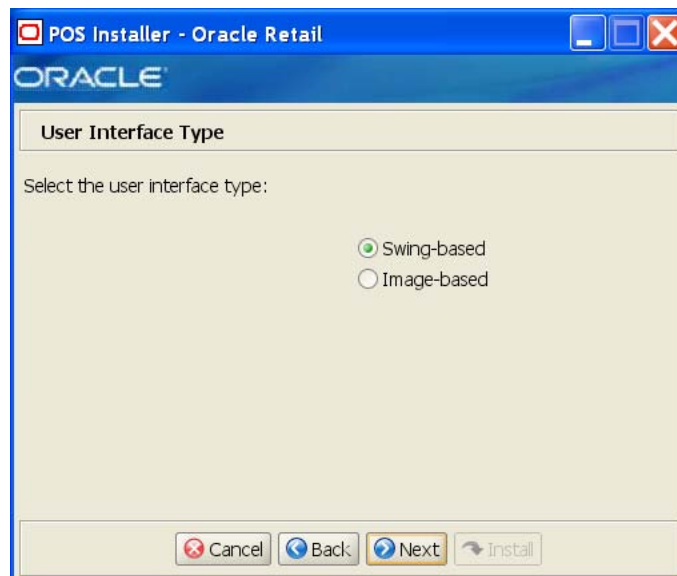 POS Installer - Oracle Retail
ORACLE
User Interface Type
Select the user interface type:
Swing-based
Image-based
Cancel Back Next Install